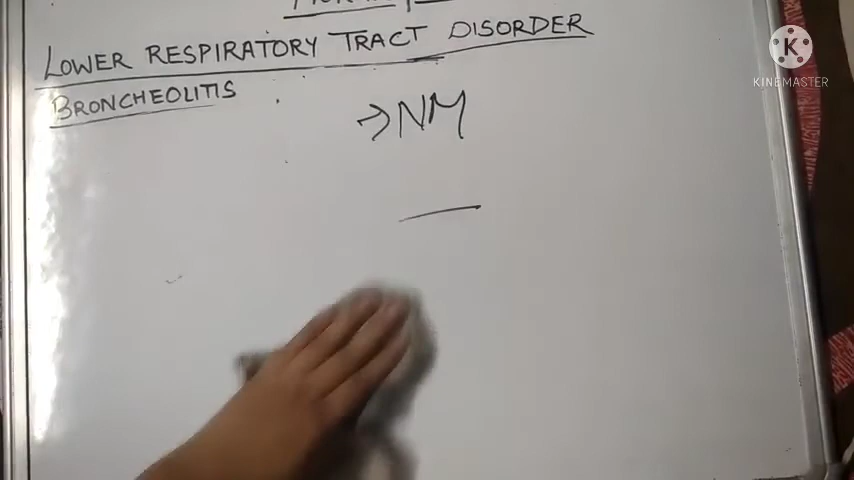 LOWER RESPIRATORY TRACT DISORDER
BRONCHEOLITIS
→NM
K
KINEMASTER